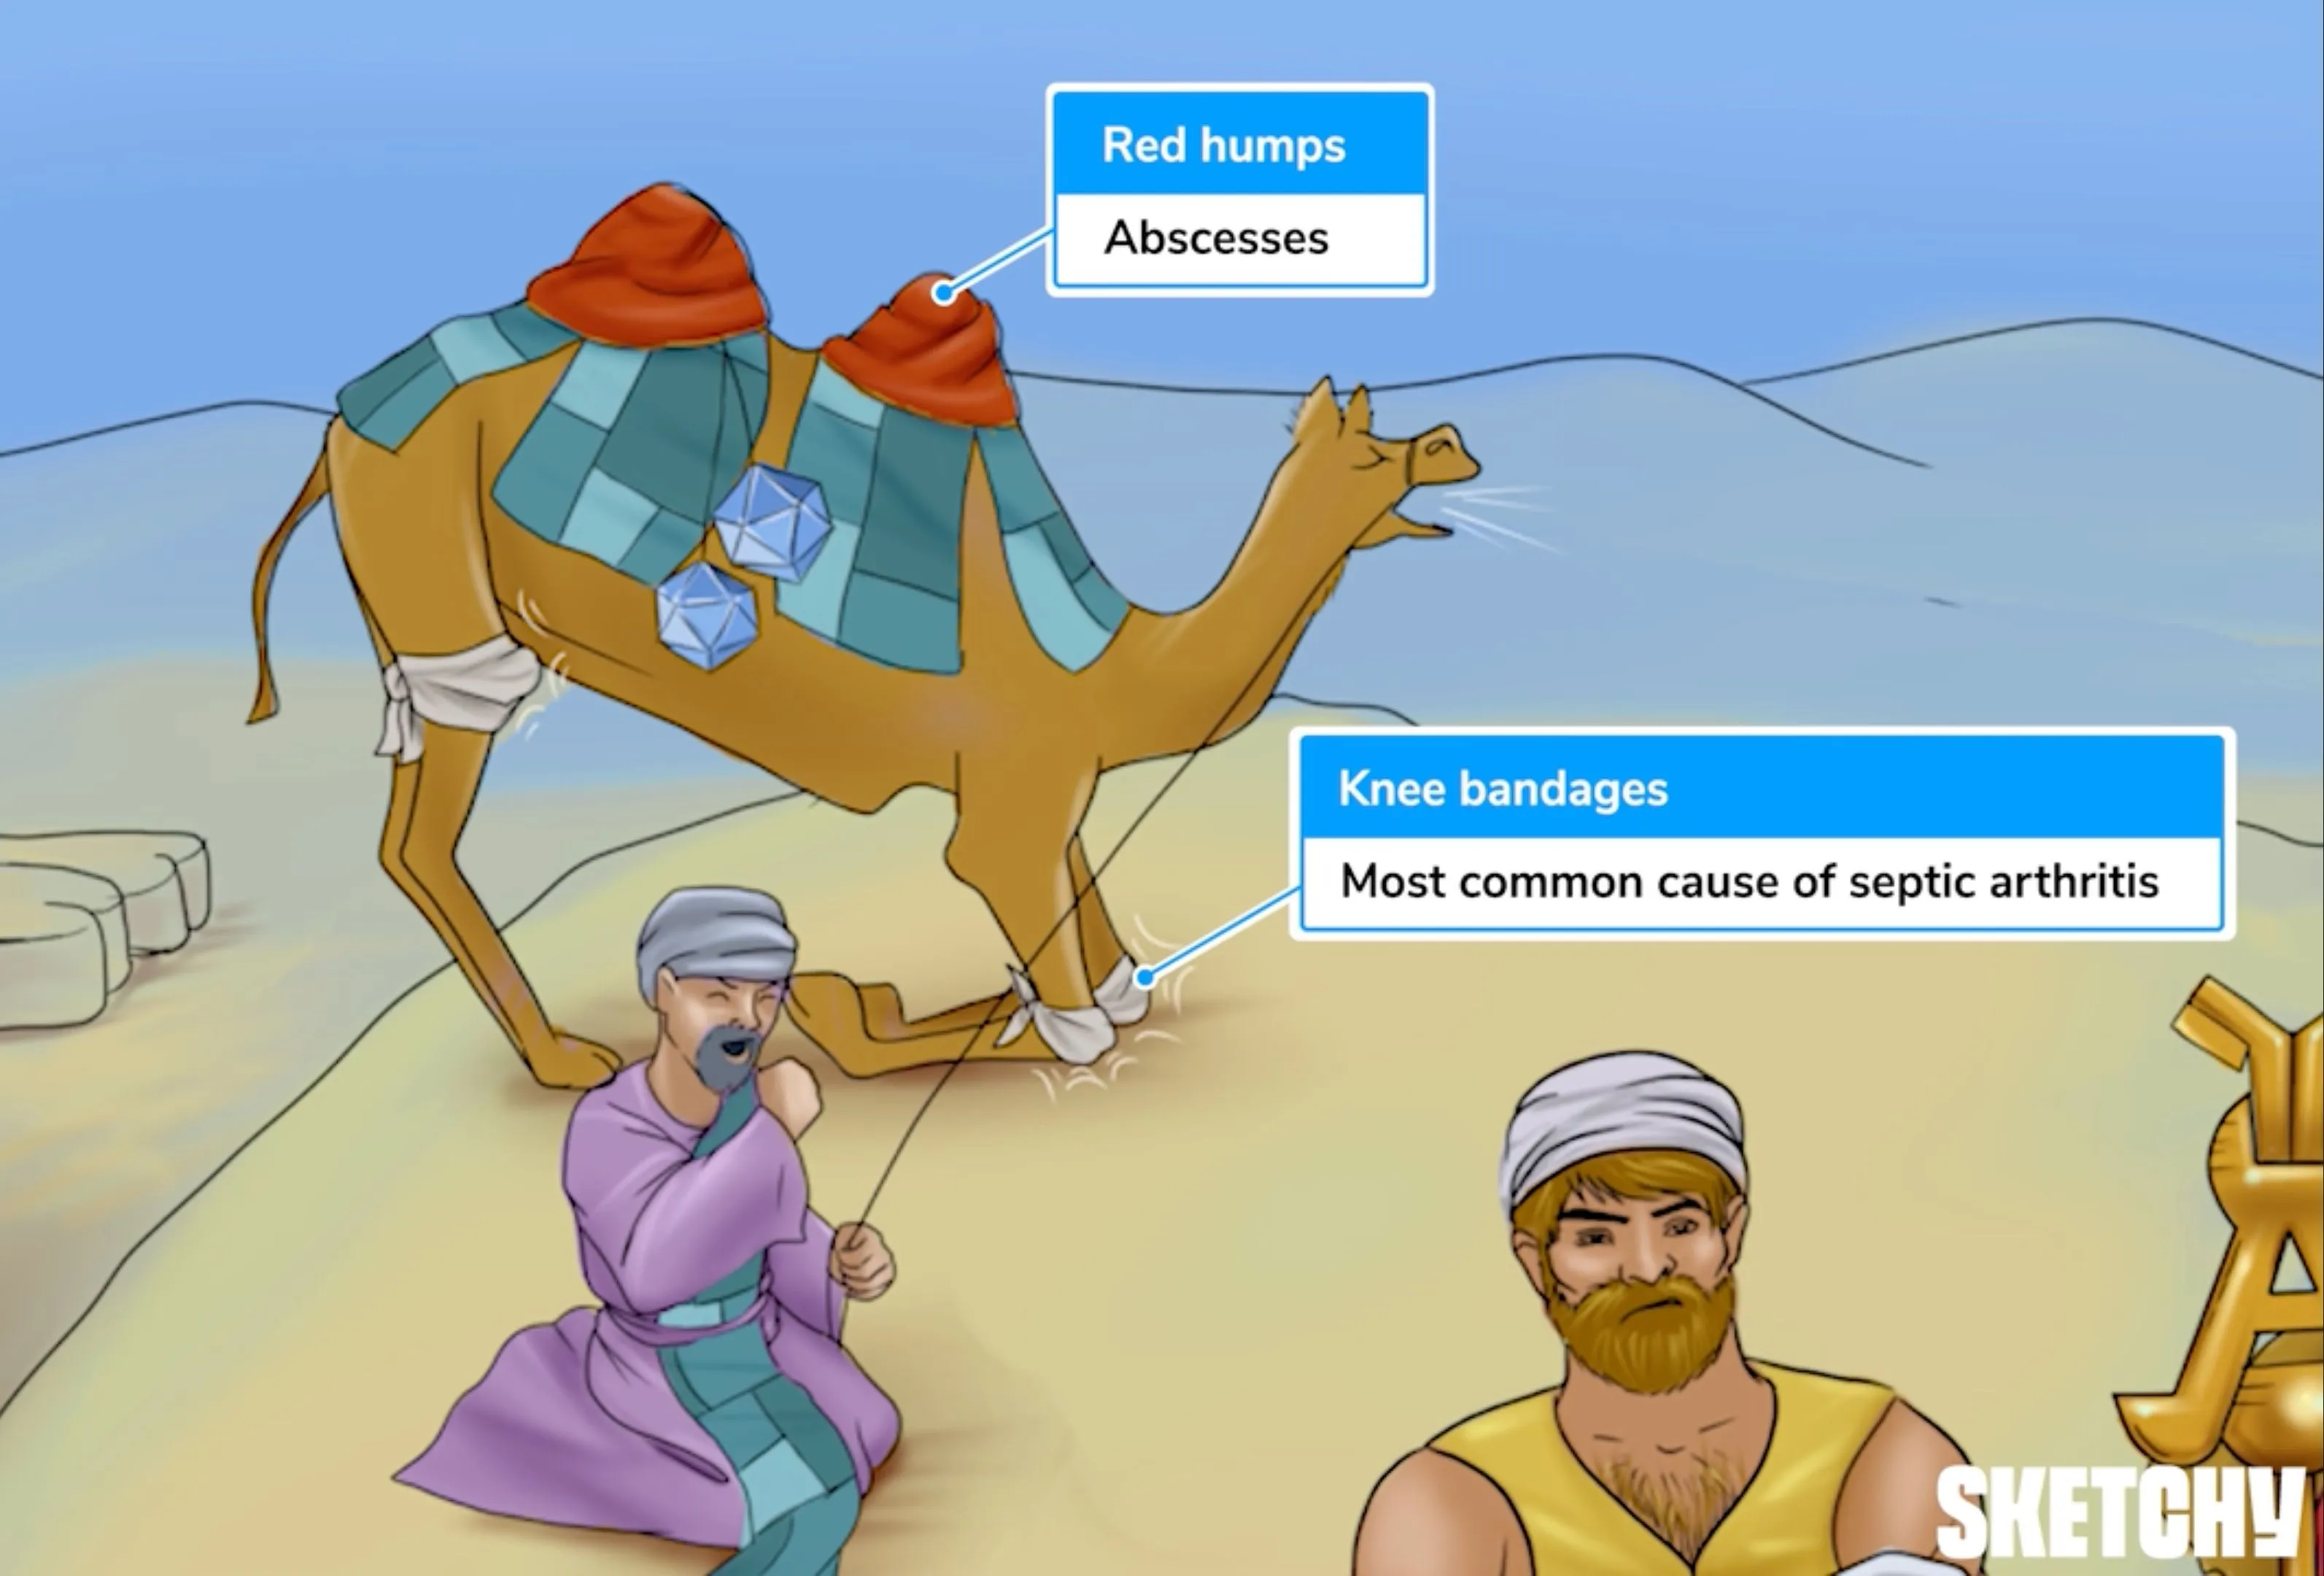 Red humps
Abscesses
Knee bandages
Most common cause of septic arthritis
A
SKETCHY